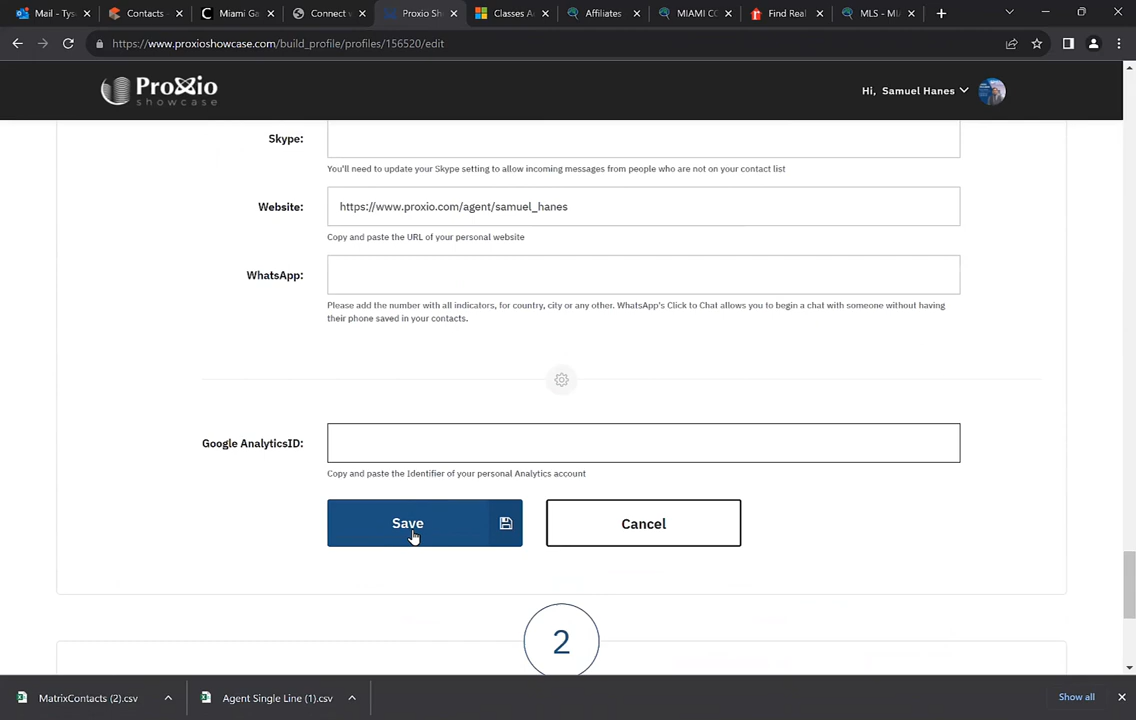 Mail - Tys
Contacts
Miami Ga
Connect w
Proxio Sh
Classes A
Affiliates
MIAMI CO
Find Real
MLS - MI
https://www.proxioshowcase.com/build_profile/profiles/156520/edit
Proxio
showcase
Hi, Samuel Hanes
Skype:
You'll need to update your Skype setting to allow incoming messages from people who are not on your contact list
Website:
https://www.proxio.com/agent/samuel_hanes
Copy and paste the URL of your personal website
WhatsApp:
Please add the number with all indicators, for country, city or any other. WhatsApp's Click to Chat allows you to begin a chat with someone without having
their phone saved in your contacts.
Google AnalyticsID:
Copy and paste the Identifier of your personal Analytics account
Save
Cancel
2
MatrixContacts (2).csv
Agent Single Line (1).csv
Show all